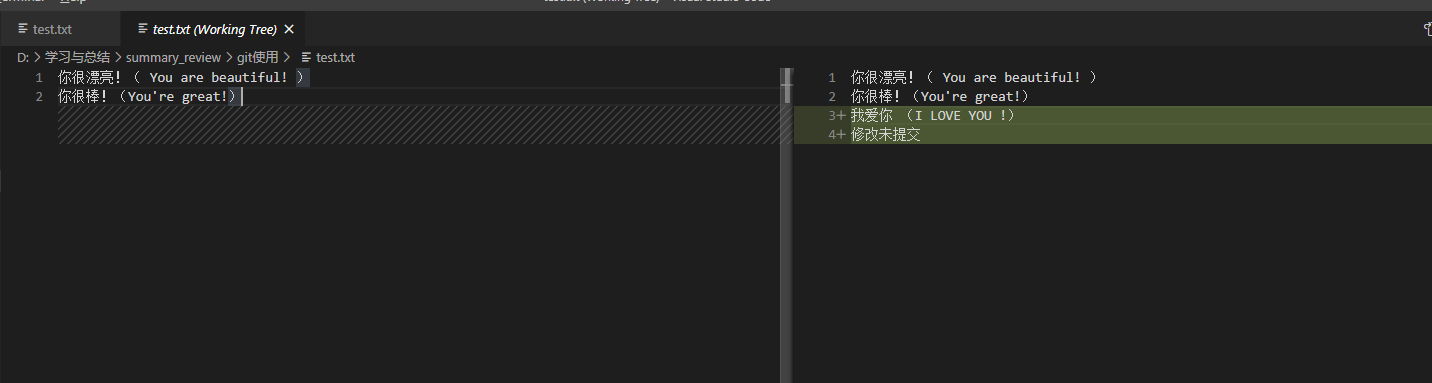 test.txt
test.txt (Working Tree)
D: > 学习与总结 > summary_review > git使用 > test.txt
1 你很漂亮！（ You are beautiful! ）
2 你很棒！（You're great!）
1 你很漂亮！（ You are beautiful! ）
2 你很棒！（You're great!）
3+ 我爱你 （I LOVE YOU !）
4+ 修改未提交